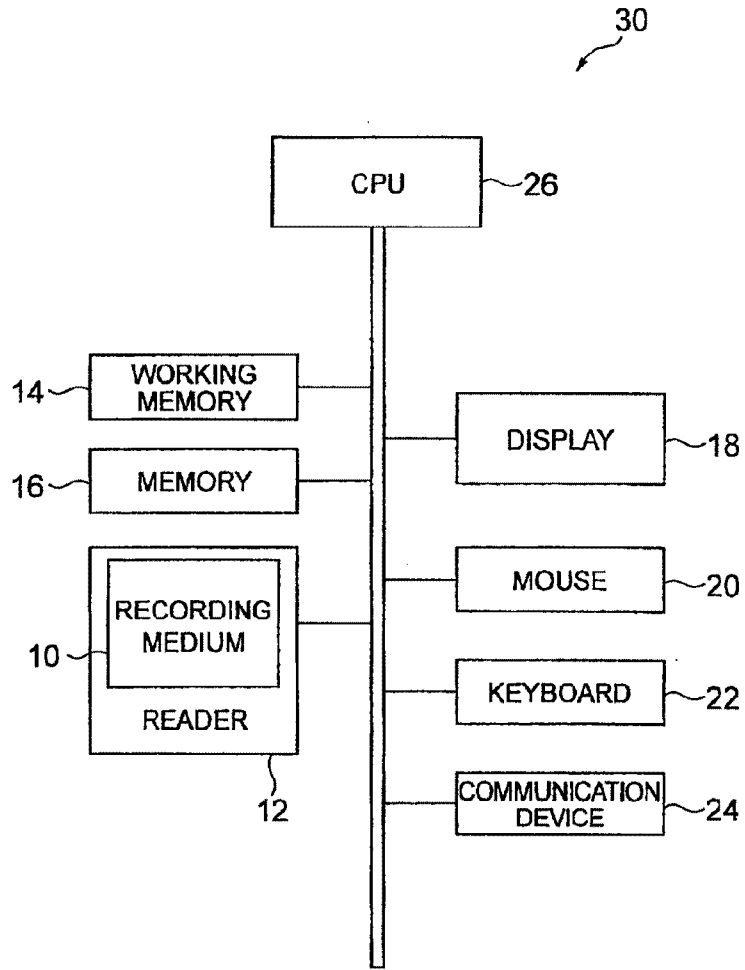 30
CPU
26
WORKING
MEMORY
14
DISPLAY
18
MEMORY
16
RECORDING
MEDIUM
10
READER
12
MOUSE
20
KEYBOARD
22
COMMUNICATION
DEVICE
24